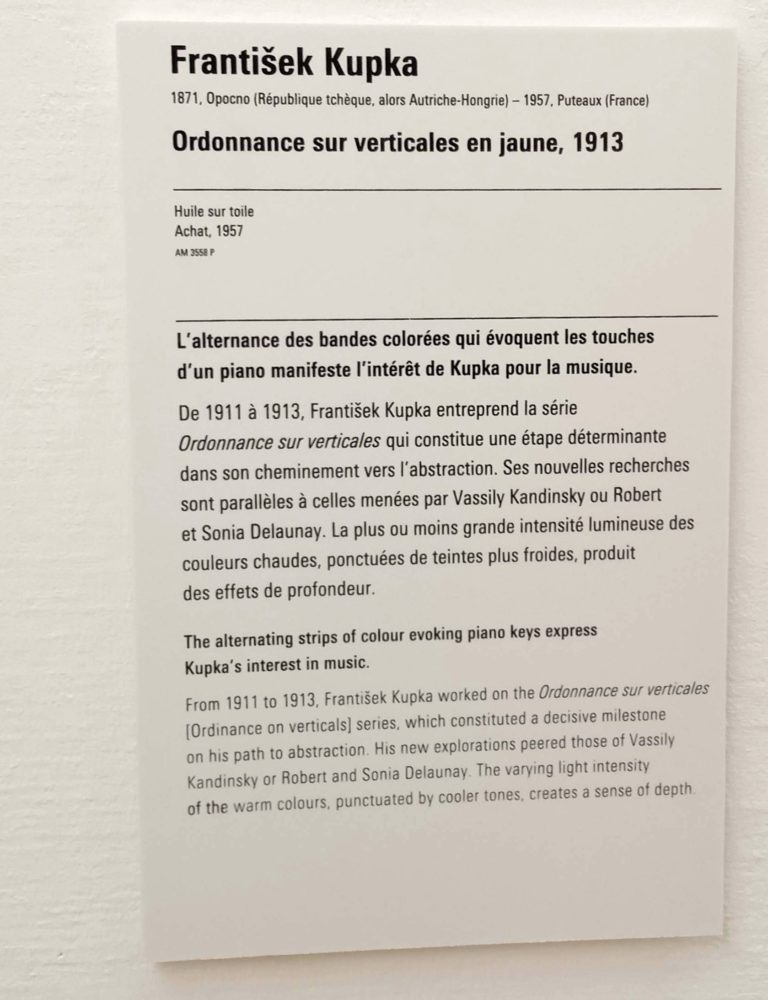 František Kupka
1871, Opocno (République tchèque, alors Autriche-Hongrie) – 1957, Puteaux (France)
Ordonnance sur verticales en jaune, 1913
Huile sur toile
Achat, 1957
AM 3558 P
L'alternance des bandes colorées qui évoquent les touches
d'un piano manifeste l'intérêt de Kupka pour la musique.
De 1911 à 1913, František Kupka entreprend la série
Ordonnance sur verticales qui constitue une étape déterminante
dans son cheminement vers l'abstraction. Ses nouvelles recherches
sont parallèles à celles menées par Vassily Kandinsky ou Robert
et Sonia Delaunay. La plus ou moins grande intensité lumineuse des
couleurs chaudes, ponctuées de teintes plus froides, produit
des effets de profondeur.
The alternating strips of colour evoking piano keys express
Kupka's interest in music.
From 1911 to 1913, František Kupka worked on the Ordonnance sur verticales
[Ordinance on verticals] series, which constituted a decisive milestone
on his path to abstraction. His new explorations peered those of Vassily
Kandinsky or Robert and Sonia Delaunay. The varying light intensity
of the warm colours, punctuated by cooler tones, creates a sense of depth.